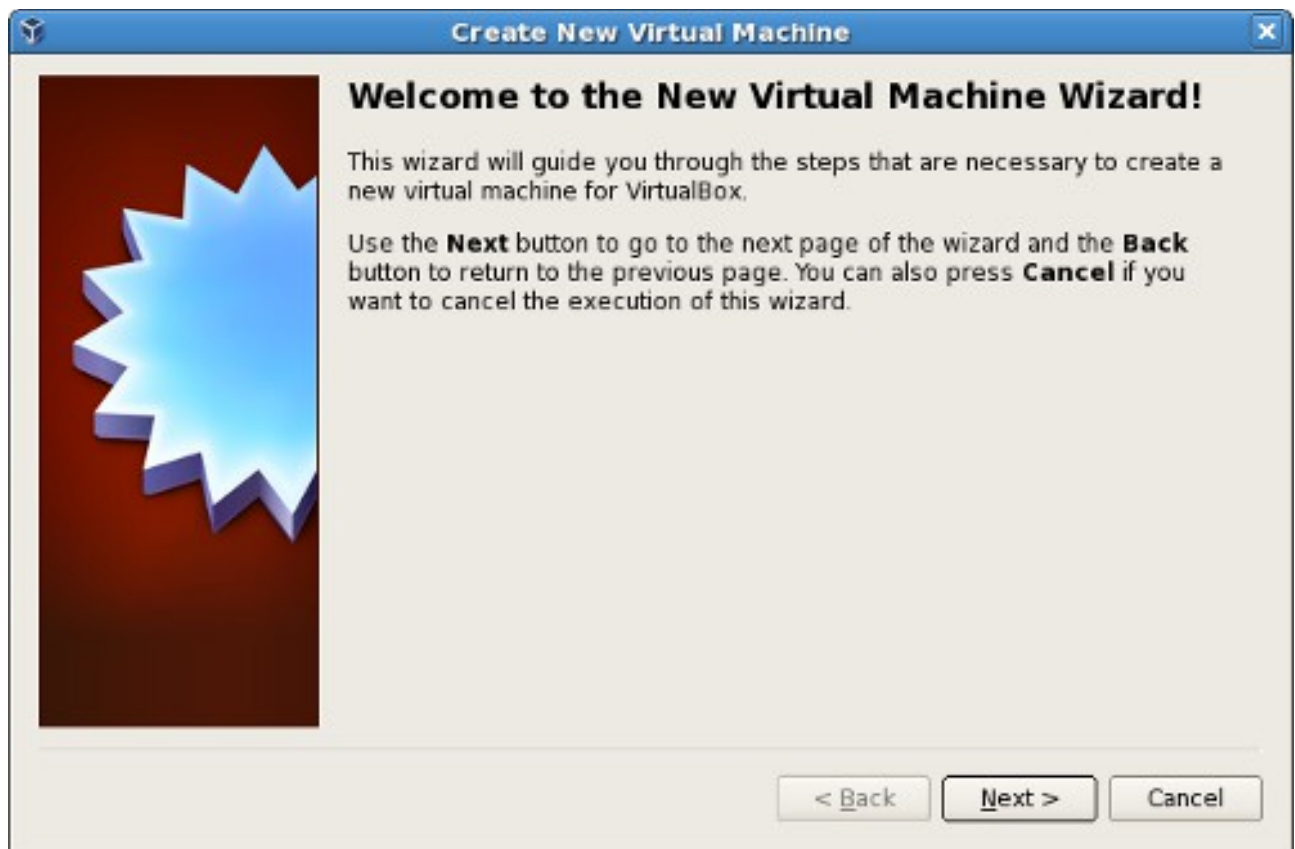 Create New Virtual Machine
Welcome to the New Virtual Machine Wizard!
This wizard will guide you through the steps that are necessary to create a
new virtual machine for VirtualBox.
Use the Next button to go to the next page of the wizard and the Back
button to return to the previous page. You can also press Cancel if you
want to cancel the execution of this wizard.
< Back Next > Cancel